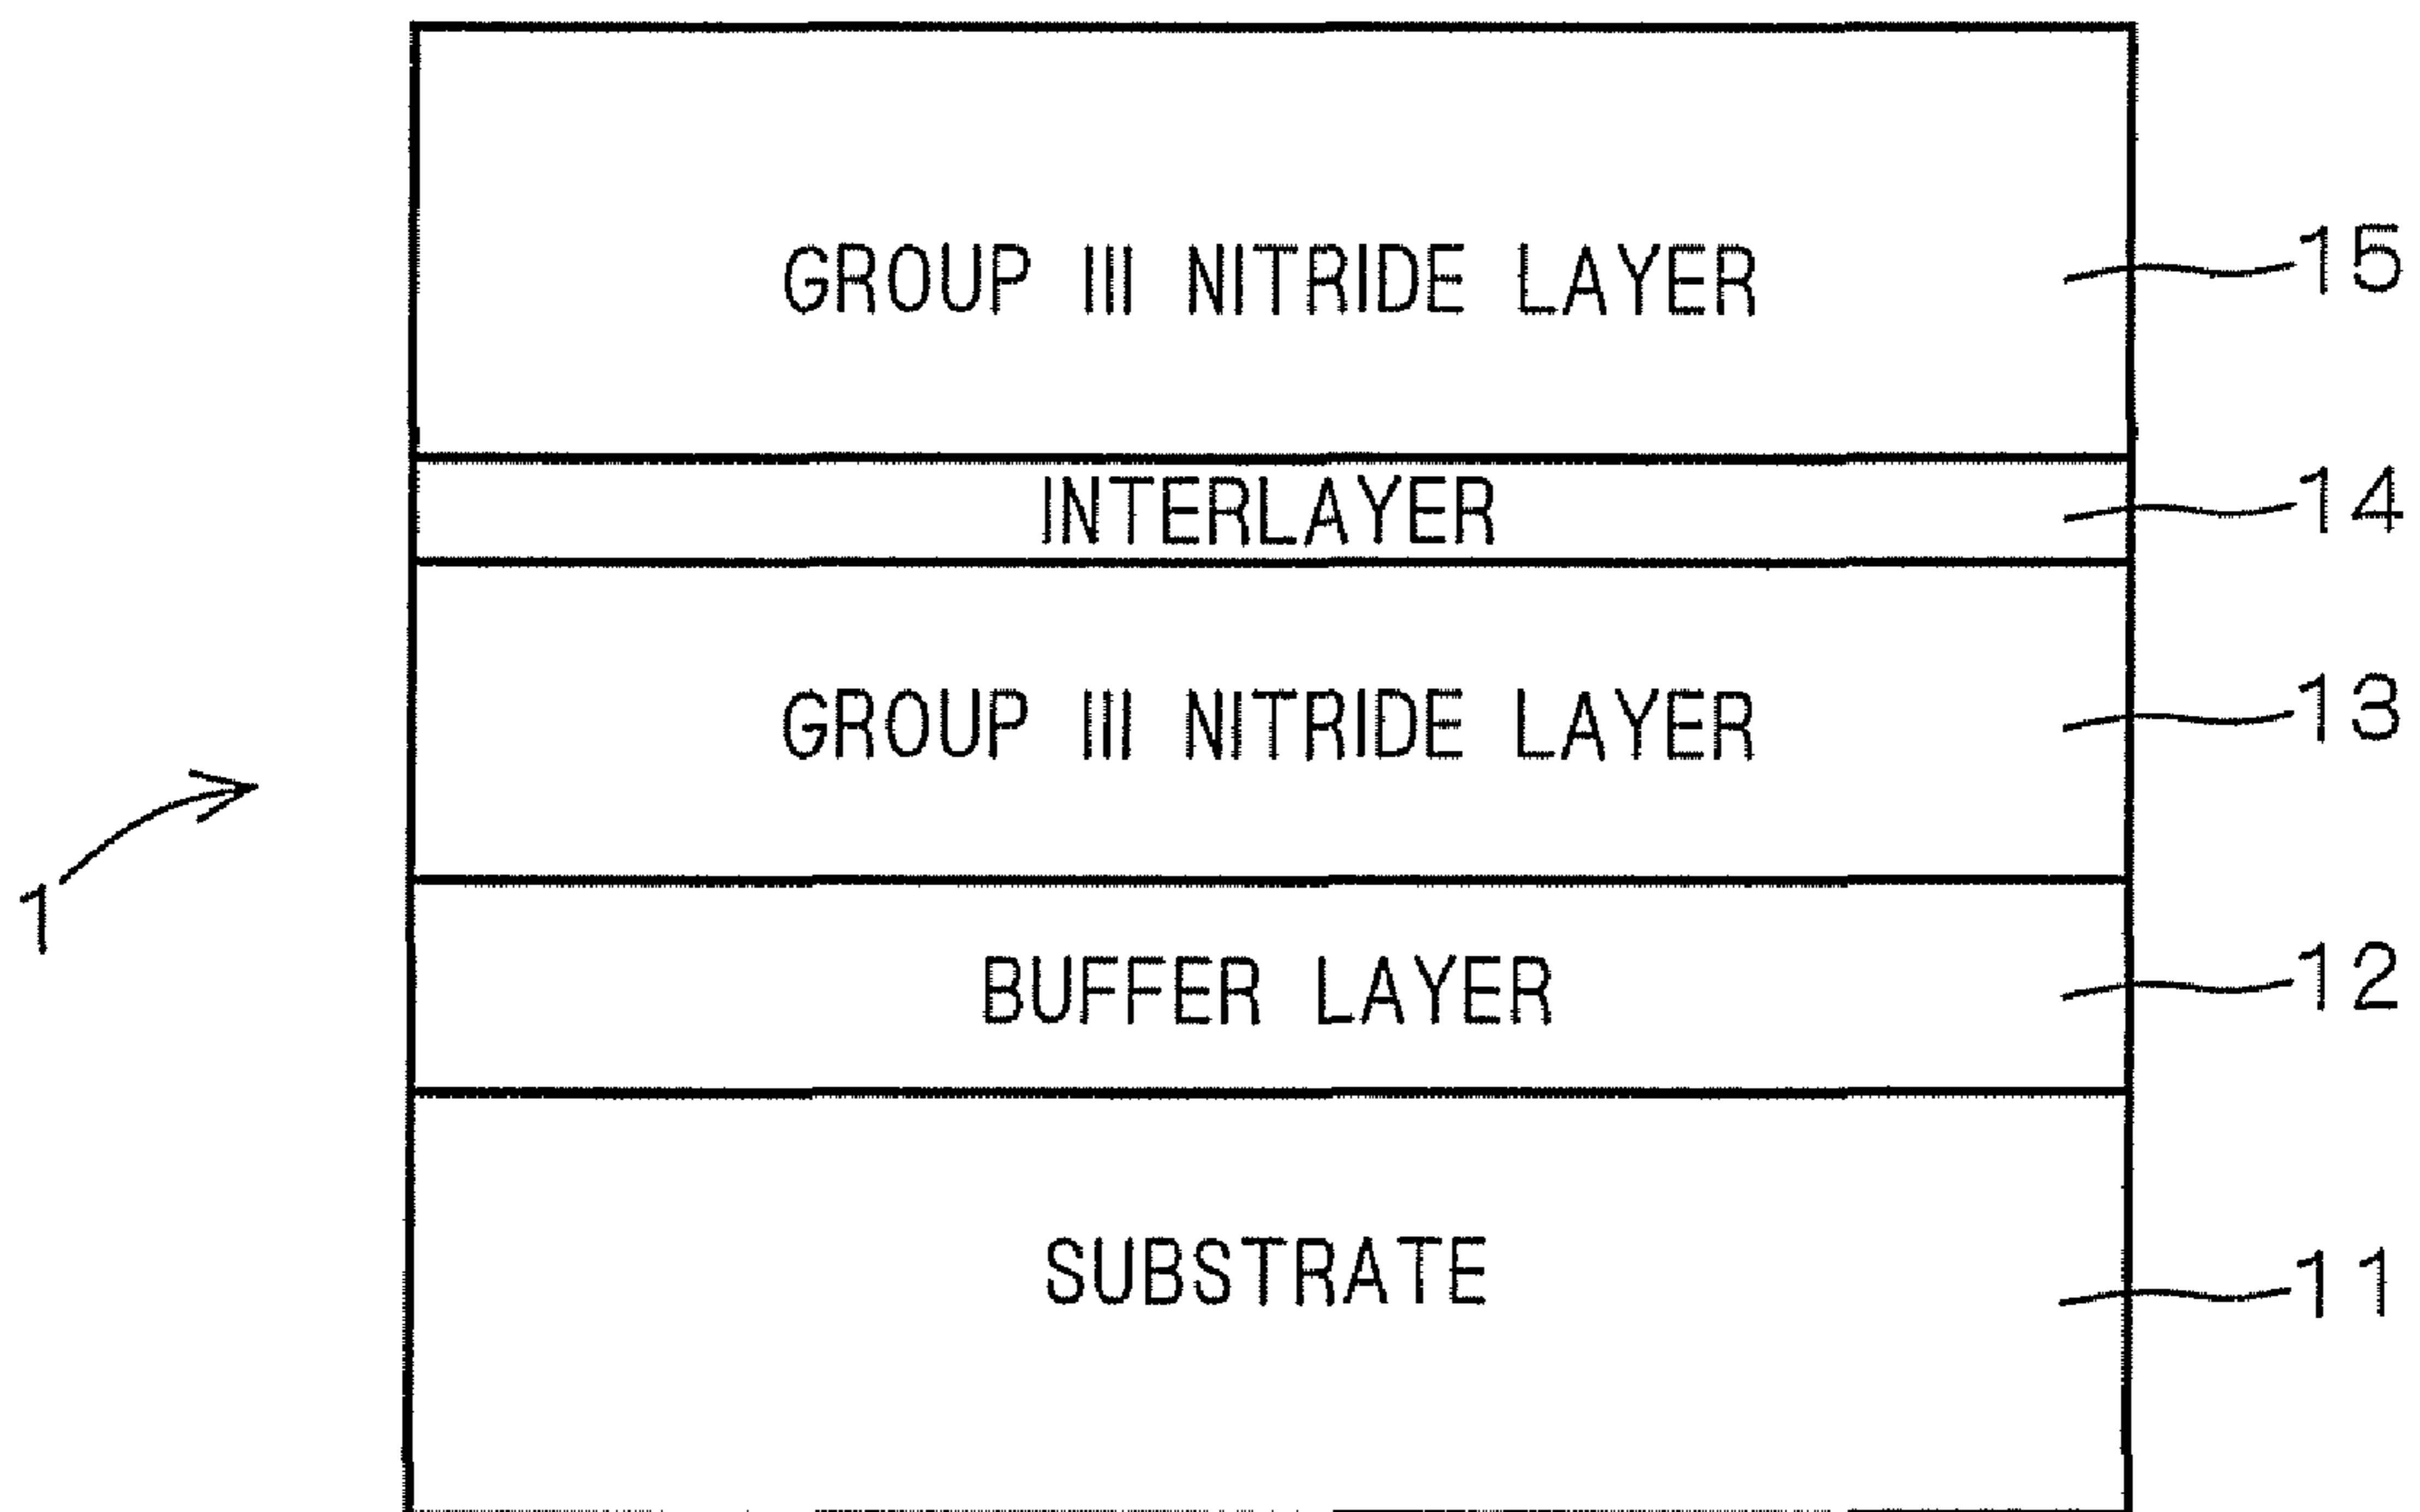 GROUP III NITRIDE LAYER 15
INTERLAYER 14
GROUP III NITRIDE LAYER 13
1
BUFFER LAYER 12
SUBSTRATE 11